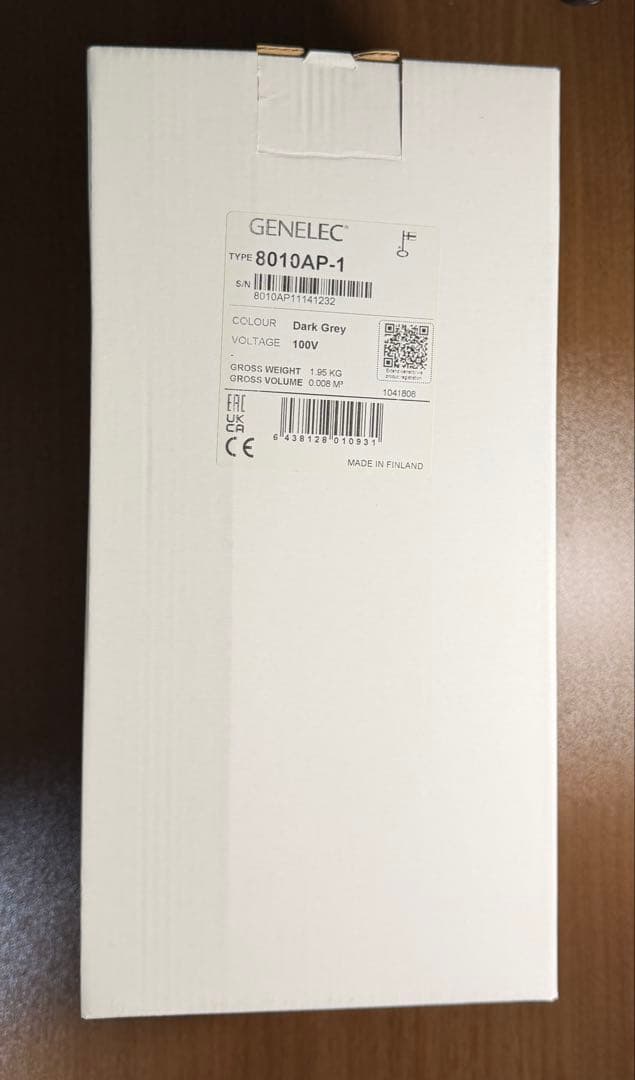 GENELEC®
TYPE 8010AP-1
S/N
8010AP11141232
COLOUR Dark Grey
VOLTAGE 100V
-
GROSS WEIGHT 1.95 KG
GROSS VOLUME 0.008 M³
1041806
EAC
UK
CA
CE
6 438128 010931
MADE IN FINLAND